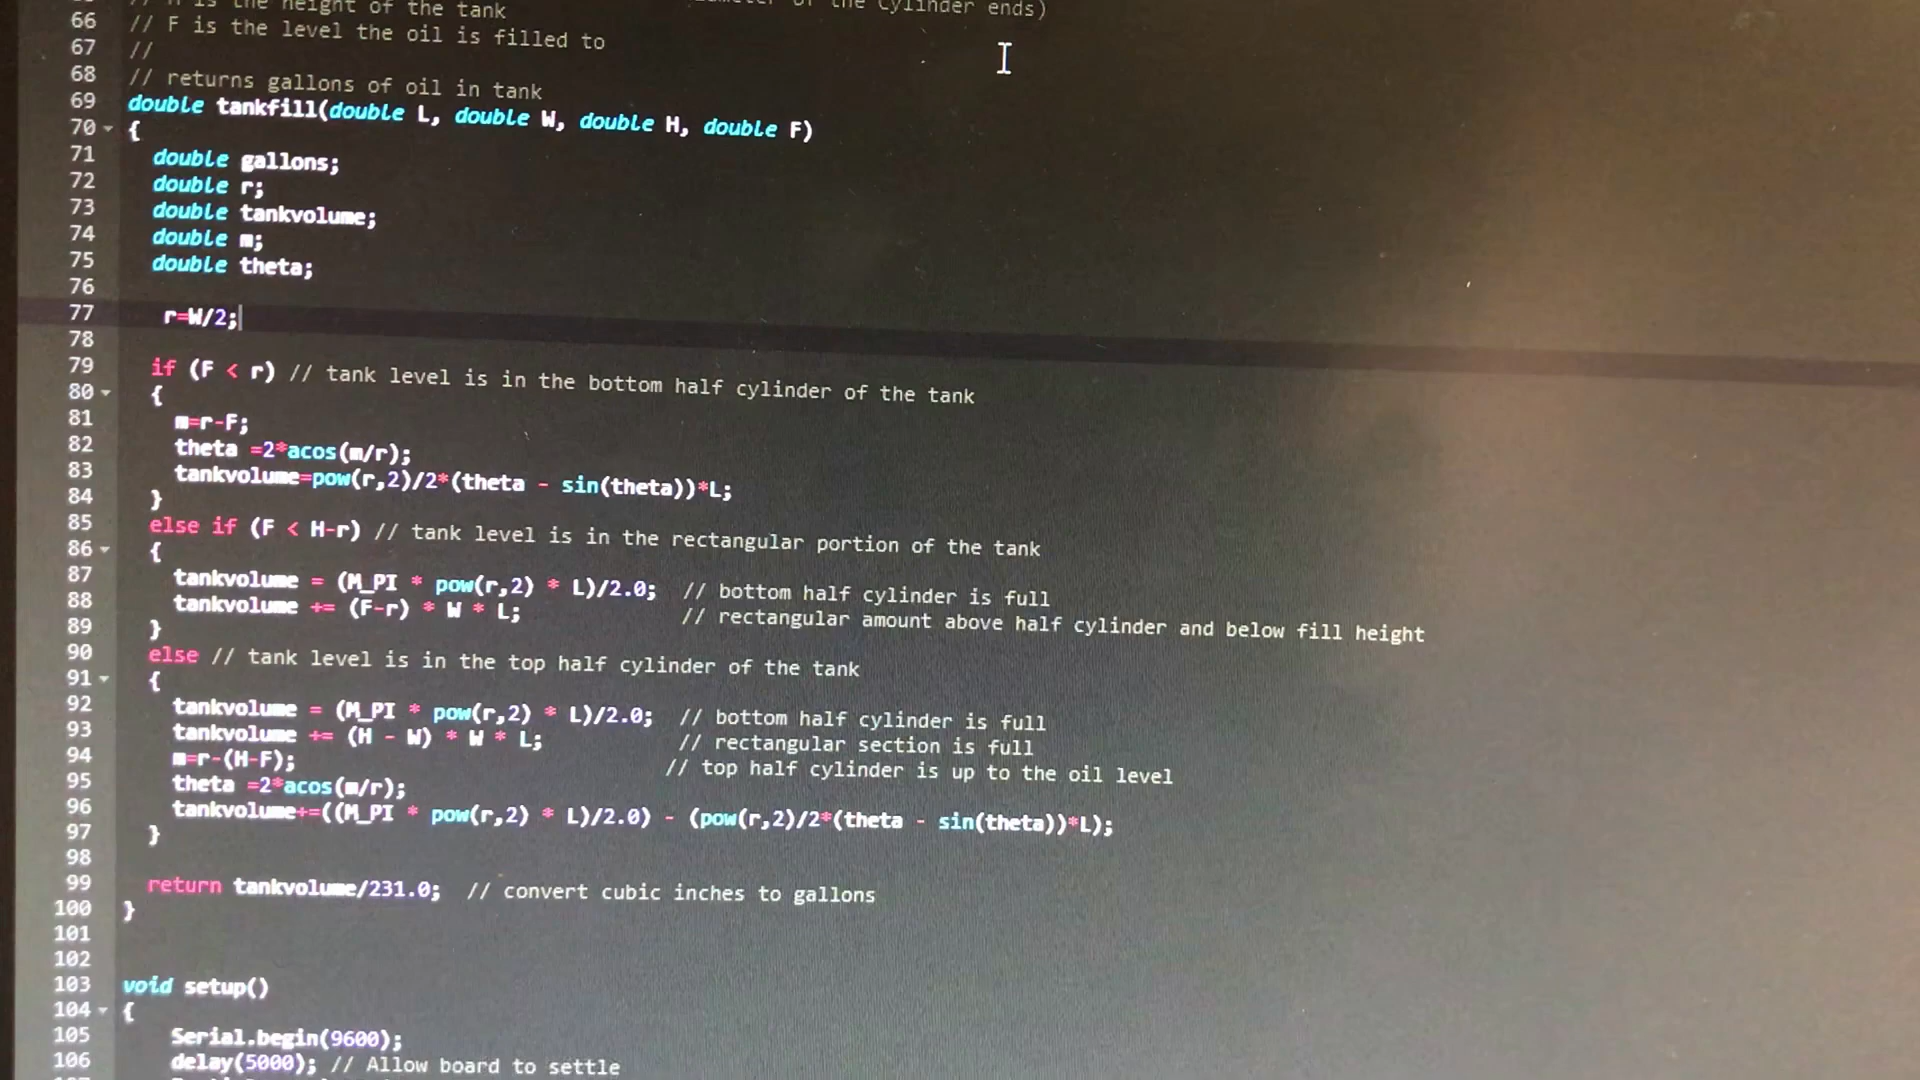 // H is the height of the tank of the Cylinder ends)
66 // F is the level the oil is filled to
67 //
68 // returns gallons of oil in tank
69 double tankfill(double L, double W, double H, double F)
70 {
71 double gallons;
72 double r;
73 double tankvolume;
74 double m;
75 double theta;
76
77 r=W/2;
78
79 if (F < r) // tank level is in the bottom half cylinder of the tank
80 {
81 m=r-F;
82 theta =2*acos(m/r);
83 tankvolume=pow(r,2)/2*(theta - sin(theta))*L;
84 }
85 else if (F < H-r) // tank level is in the rectangular portion of the tank
86 {
87 tankvolume = (M_PI * pow(r,2) * L)/2.0; // bottom half cylinder is full
88 tankvolume += (F-r) * W * L; // rectangular amount above half cylinder and below fill height
89 }
90 else // tank level is in the top half cylinder of the tank
91 {
92 tankvolume = (M_PI * pow(r,2) * L)/2.0; // bottom half cylinder is full
93 tankvolume += (H - W) * W * L; // rectangular section is full
94 m=r-(H-F); // top half cylinder is up to the oil level
95 theta =2*acos(m/r);
96 tankvolume+=((M_PI * pow(r,2) * L)/2.0) - (pow(r,2)/2*(theta - sin(theta))*L);
97 }
98
99 return tankvolume/231.0; // convert cubic inches to gallons
100 }
101
102
103 void setup()
104 {
105 Serial.begin(9600);
106 delay(5000); // Allow board to settle